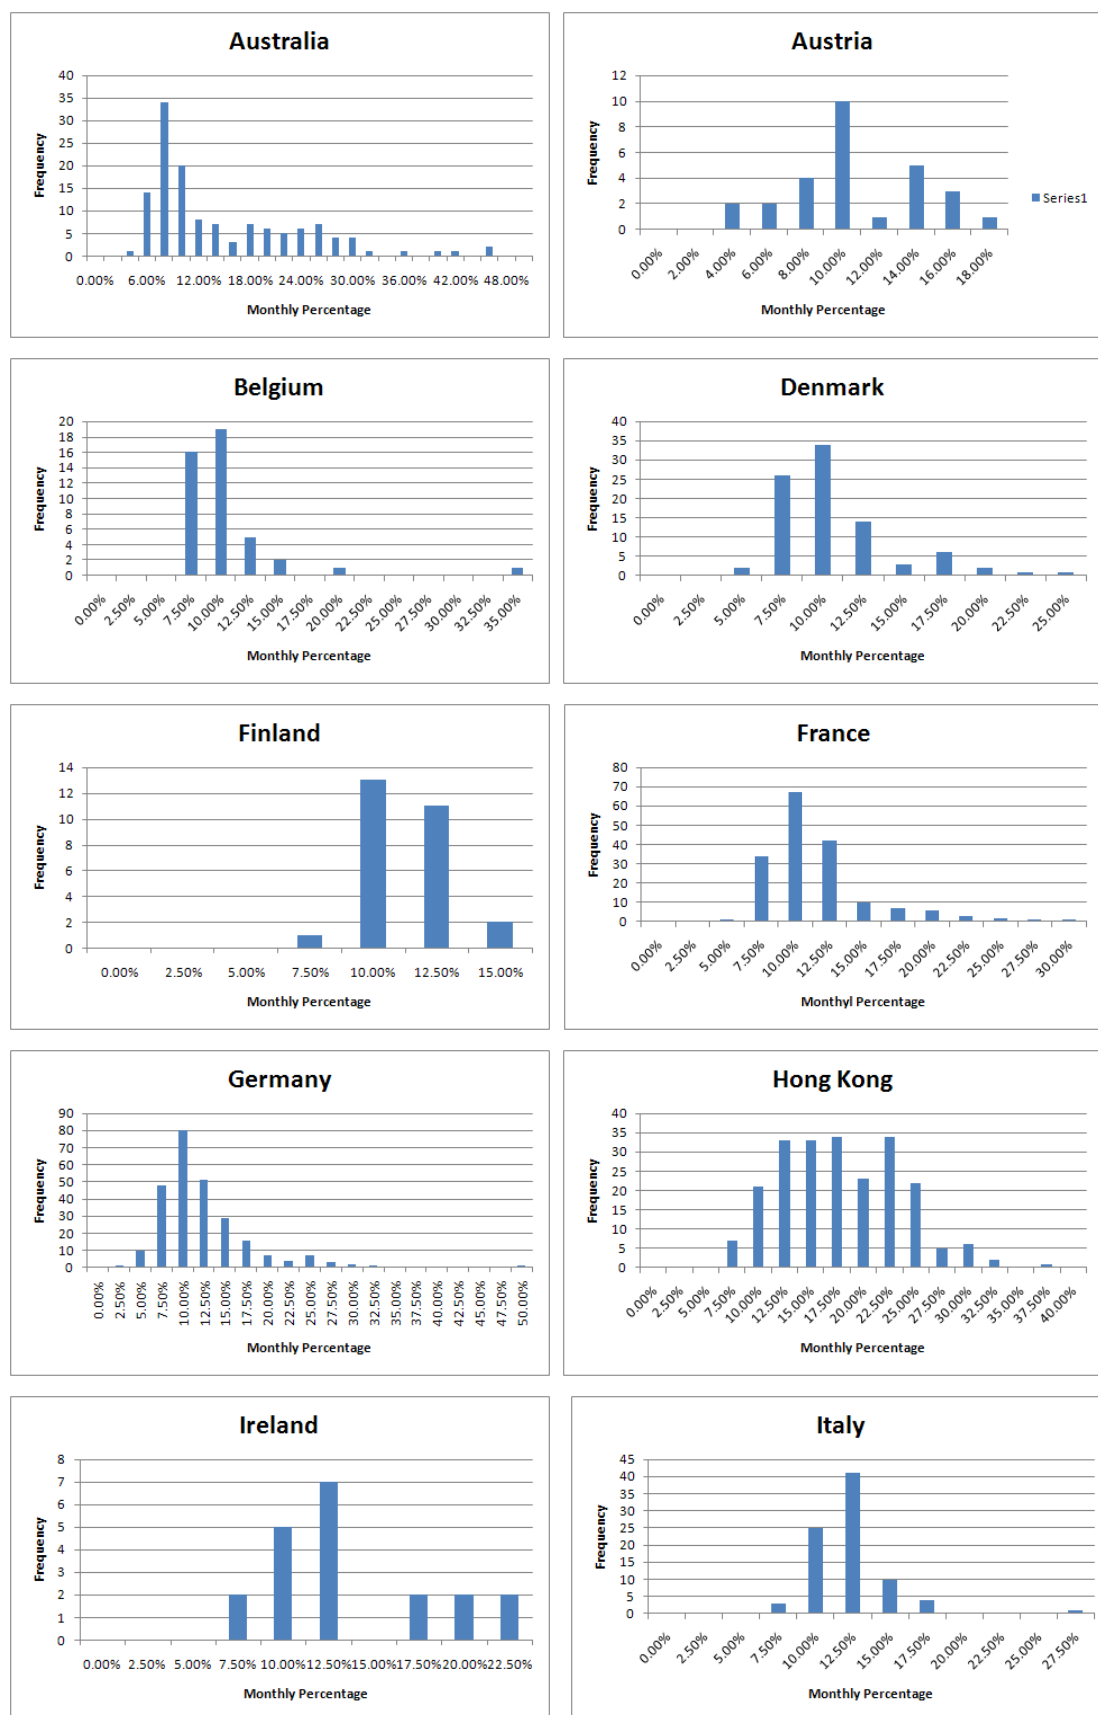 Australia
40
35
30
25
20
15
10
5
0
Frequency
0.00% 6.00% 12.00% 18.00% 24.00% 30.00% 36.00% 42.00% 48.00%
Monthly Percentage
Austria
12
10
8
6
4
2
0
Frequency
0.00% 2.00% 4.00% 6.00% 8.00% 10.00% 12.00% 14.00% 16.00% 18.00%
Monthly Percentage
Series1
Belgium
20
18
16
14
12
10
8
6
4
2
0
Frequency
0.00% 2.50% 5.00% 7.50% 10.00% 12.50% 15.00% 17.50% 20.00% 22.50% 25.00% 27.50% 30.00% 32.50% 35.00%
Monthly Percentage
Denmark
40
35
30
25
20
15
10
5
0
Frequency
0.00% 2.50% 5.00% 7.50% 10.00% 12.50% 15.00% 17.50% 20.00% 22.50% 25.00%
Monthly Percentage
Finland
14
12
10
8
6
4
2
0
Frequency
0.00% 2.50% 5.00% 7.50% 10.00% 12.50% 15.00%
Monthly Percentage
France
80
70
60
50
40
30
20
10
0
Frequency
0.00% 2.50% 5.00% 7.50% 10.00% 12.50% 15.00% 17.50% 20.00% 22.50% 25.00% 27.50% 30.00%
Monthyl Percentage
Germany
90
80
70
60
50
40
30
20
10
0
Frequency
0.00% 2.50% 5.00% 7.50% 10.00% 12.50% 15.00% 17.50% 20.00% 22.50% 25.00% 27.50% 30.00% 32.50% 35.00% 37.50% 40.00% 42.50% 45.00% 47.50% 50.00%
Monthly Percentage
Hong Kong
40
35
30
25
20
15
10
5
0
Frequency
0.00% 2.50% 5.00% 7.50% 10.00% 12.50% 15.00% 17.50% 20.00% 22.50% 25.00% 27.50% 30.00% 32.50% 35.00% 37.50% 40.00%
Monthly Percentage
Ireland
8
7
6
5
4
3
2
1
0
Frequency
0.00% 2.50% 5.00% 7.50% 10.00% 12.50% 15.00% 17.50% 20.00% 22.50%
Monthly Percentage
Italy
45
40
35
30
25
20
15
10
5
0
Frequency
0.00% 2.50% 5.00% 7.50% 10.00% 12.50% 15.00% 17.50% 20.00% 22.50% 25.00% 27.50%
Monthly Percentage